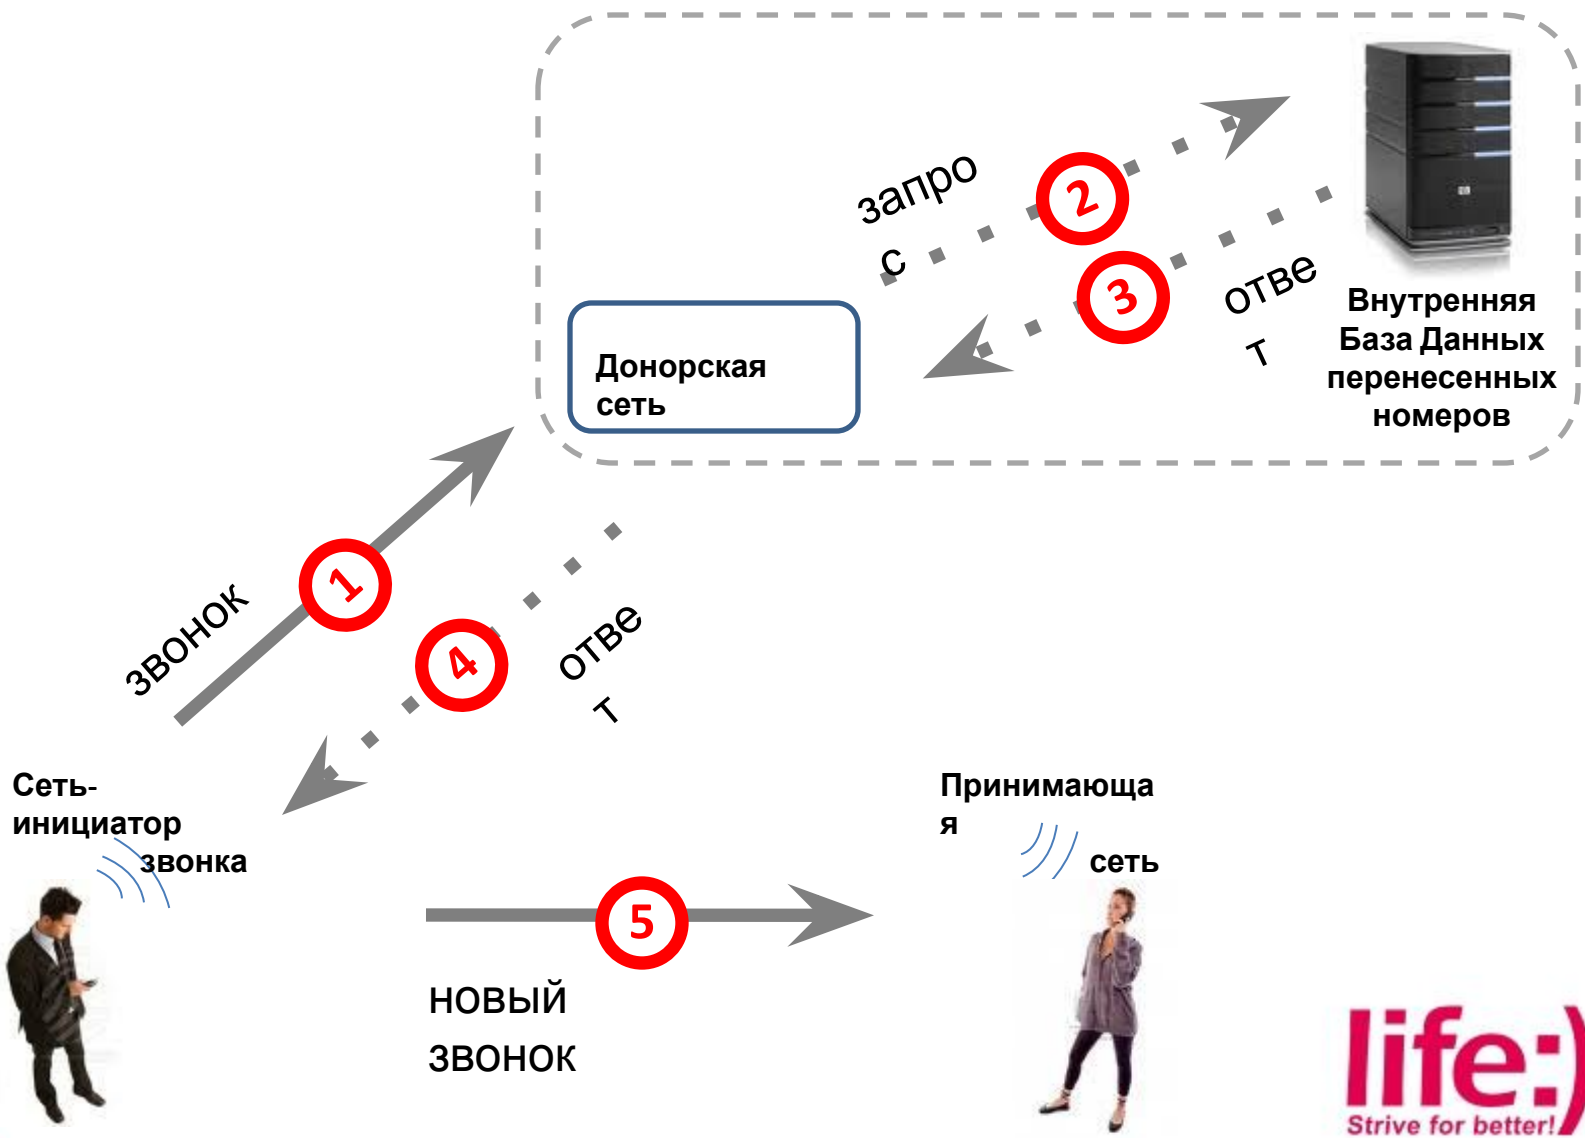 запро
с
2
3
отве
т
Внутренняя
База Данных
перенесенных
номеров
Донорская
сеть
1
звонок
4
отве
т
Сеть-
инициатор
звонка
Принимающа
я
сеть
5
новый
звонок
life:)
Strive for better!